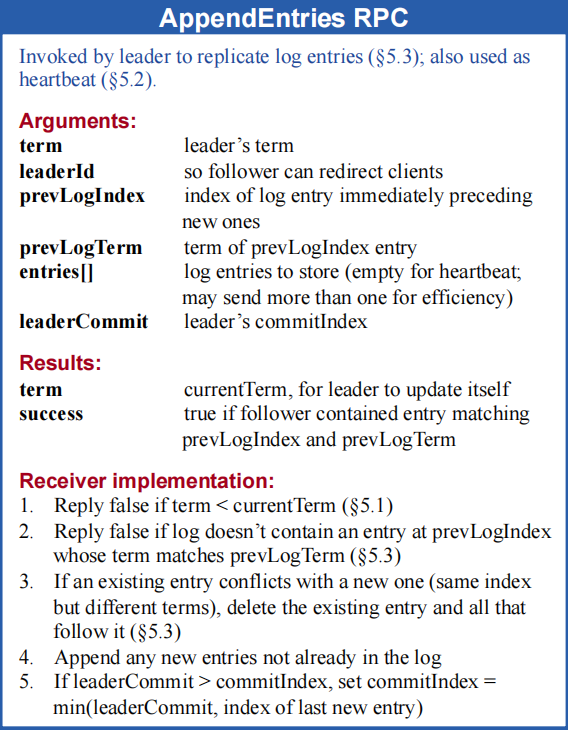 AppendEntries RPC
Invoked by leader to replicate log entries (§5.3); also used as
heartbeat (§5.2).
Arguments:
term leader’s term
leaderId so follower can redirect clients
prevLogIndex index of log entry immediately preceding
new ones
prevLogTerm term of prevLogIndex entry
entries[] log entries to store (empty for heartbeat;
may send more than one for efficiency)
leaderCommit leader’s commitIndex
Results:
term currentTerm, for leader to update itself
success true if follower contained entry matching
prevLogIndex and prevLogTerm
Receiver implementation:
1. Reply false if term < currentTerm (§5.1)
2. Reply false if log doesn’t contain an entry at prevLogIndex
whose term matches prevLogTerm (§5.3)
3. If an existing entry conflicts with a new one (same index
but different terms), delete the existing entry and all that
follow it (§5.3)
4. Append any new entries not already in the log
5. If leaderCommit > commitIndex, set commitIndex =
min(leaderCommit, index of last new entry)